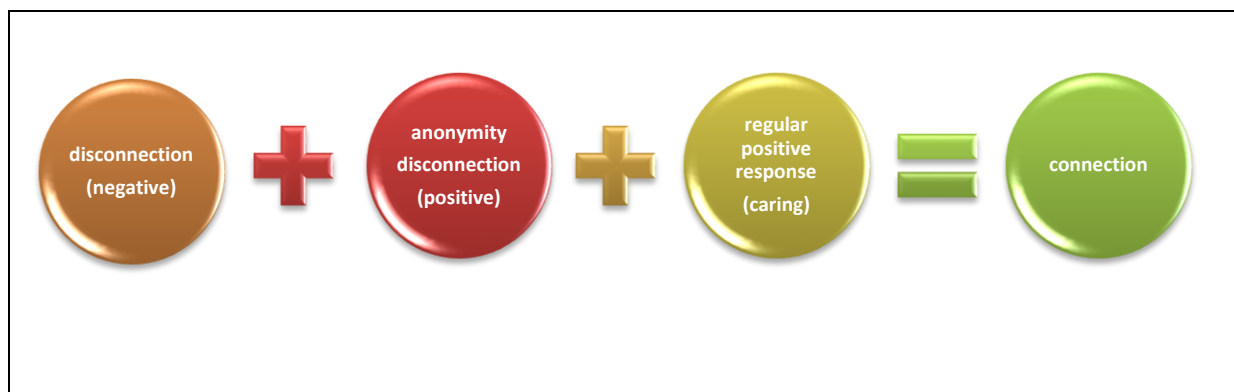 disconnection
(negative)
anonymity
disconnection
(positive)
regular
positive
response
(caring)
connection